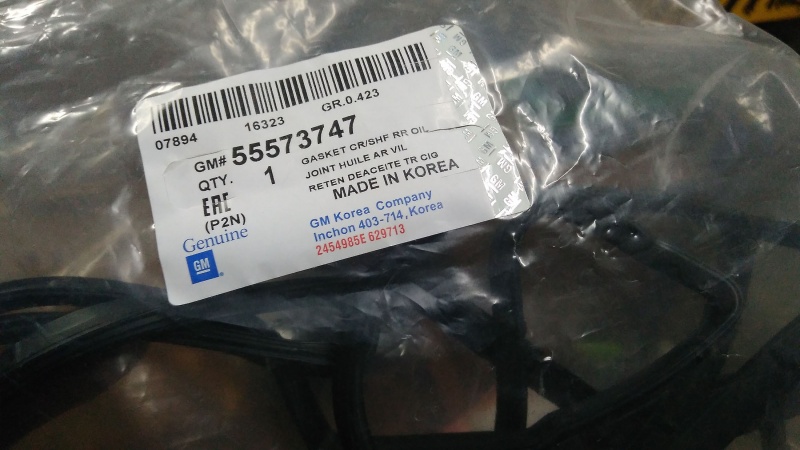 07894 16323 GR.0.423
GM# 55573747
QTY. 1
GASKET CR/SHF RR OIL
JOINT HUILE AR VIL
RETEN DEACEITE TR CIG
MADE IN KOREA
EAC
(P2N)
Genuine
GM
GM Korea Company
Inchon 403-714, Korea
2454985E 629713